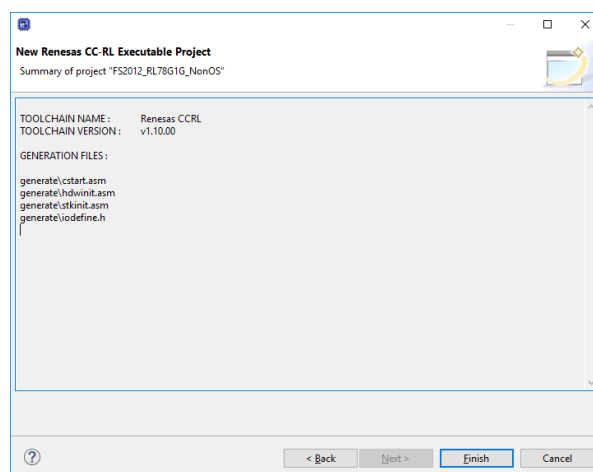 New Renesas CC-RL Executable Project
Summary of project "FS2012_RL78G1G_NonOS"
TOOLCHAIN NAME : Renesas CCRL
TOOLCHAIN VERSION : v1.10.00
GENERATION FILES :
generate\cstart.asm
generate\hdwinit.asm
generate\stkinit.asm
generate\iodefine.h
? < Back Next > Finish Cancel